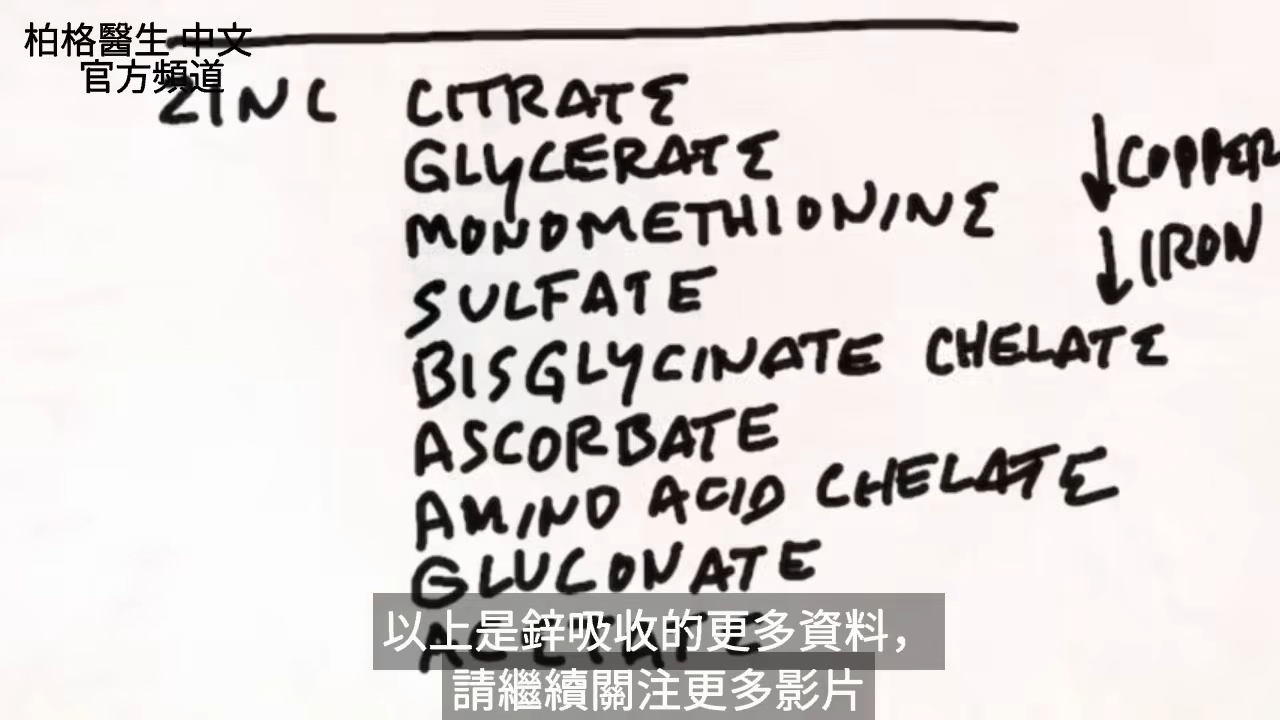 柏格醫生 中文
官方頻道
ZINC CITRATE
GLYCERATE
MONOMETHIONINE
SULFATE
BISGLYCINATE CHELATE
ASCORBATE
AMINO ACID CHELATE
GLUCONATE
ACETATE
↓COPPER
↓IRON
以上是鋅吸收的更多資料，
請繼續關注更多影片